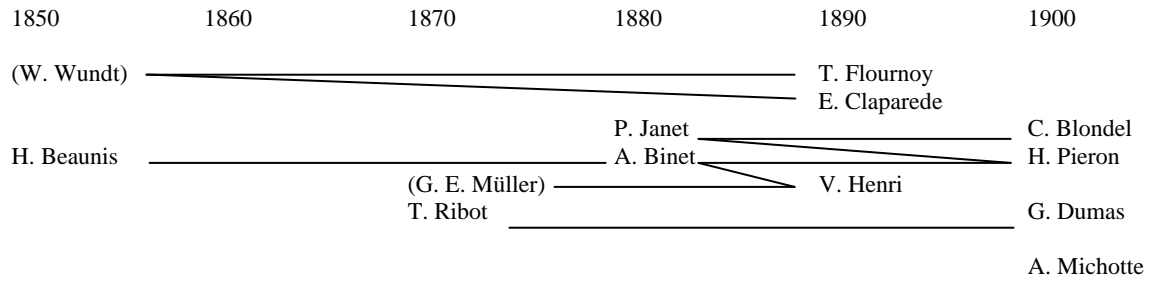 1850 1860 1870 1880 1890 1900
(W. Wundt) T. Flournoy
E. Claparede
P. Janet C. Blondel
H. Beaunis A. Binet H. Pieron
(G. E. Müller) V. Henri
T. Ribot G. Dumas
A. Michotte